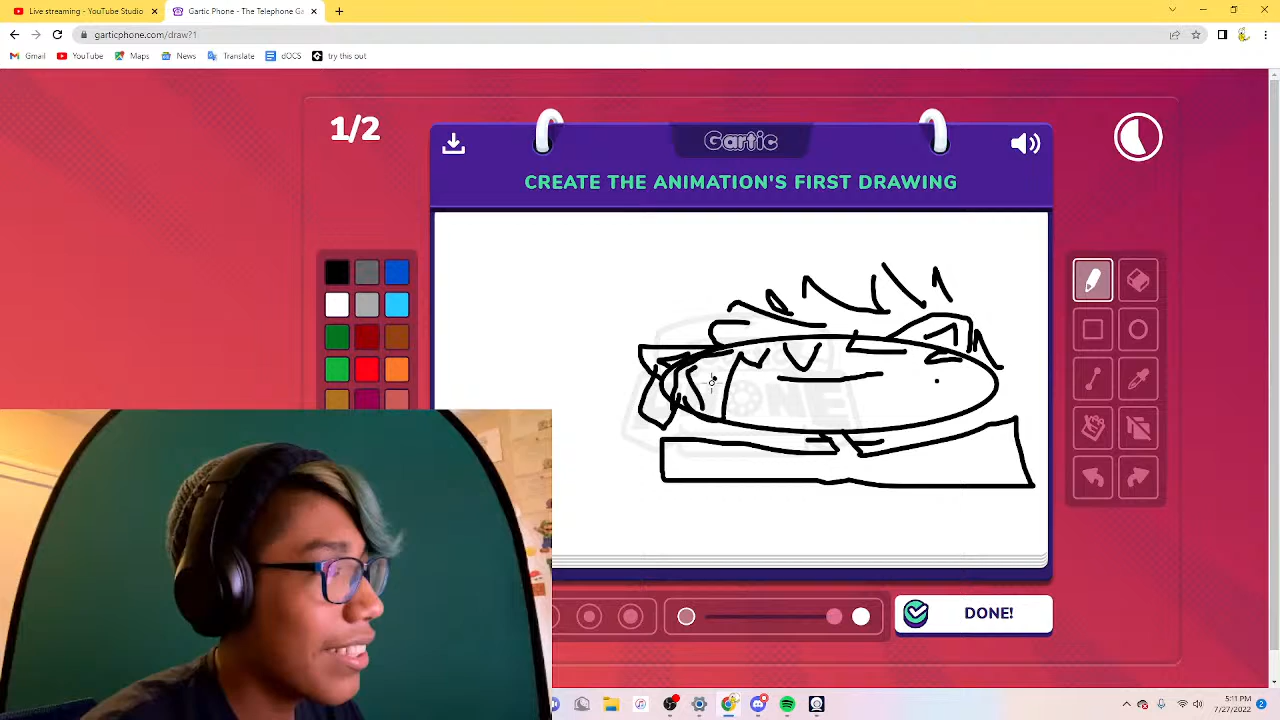 Live streaming - YouTube Studio
Gartic Phone - The Telephone Ga
garticphone.com/draw?1
Gmail YouTube Maps News Translate dOCS try this out
1/2
Gartic
CREATE THE ANIMATION'S FIRST DRAWING
DONE!
5:11 PM
7/27/2022
2